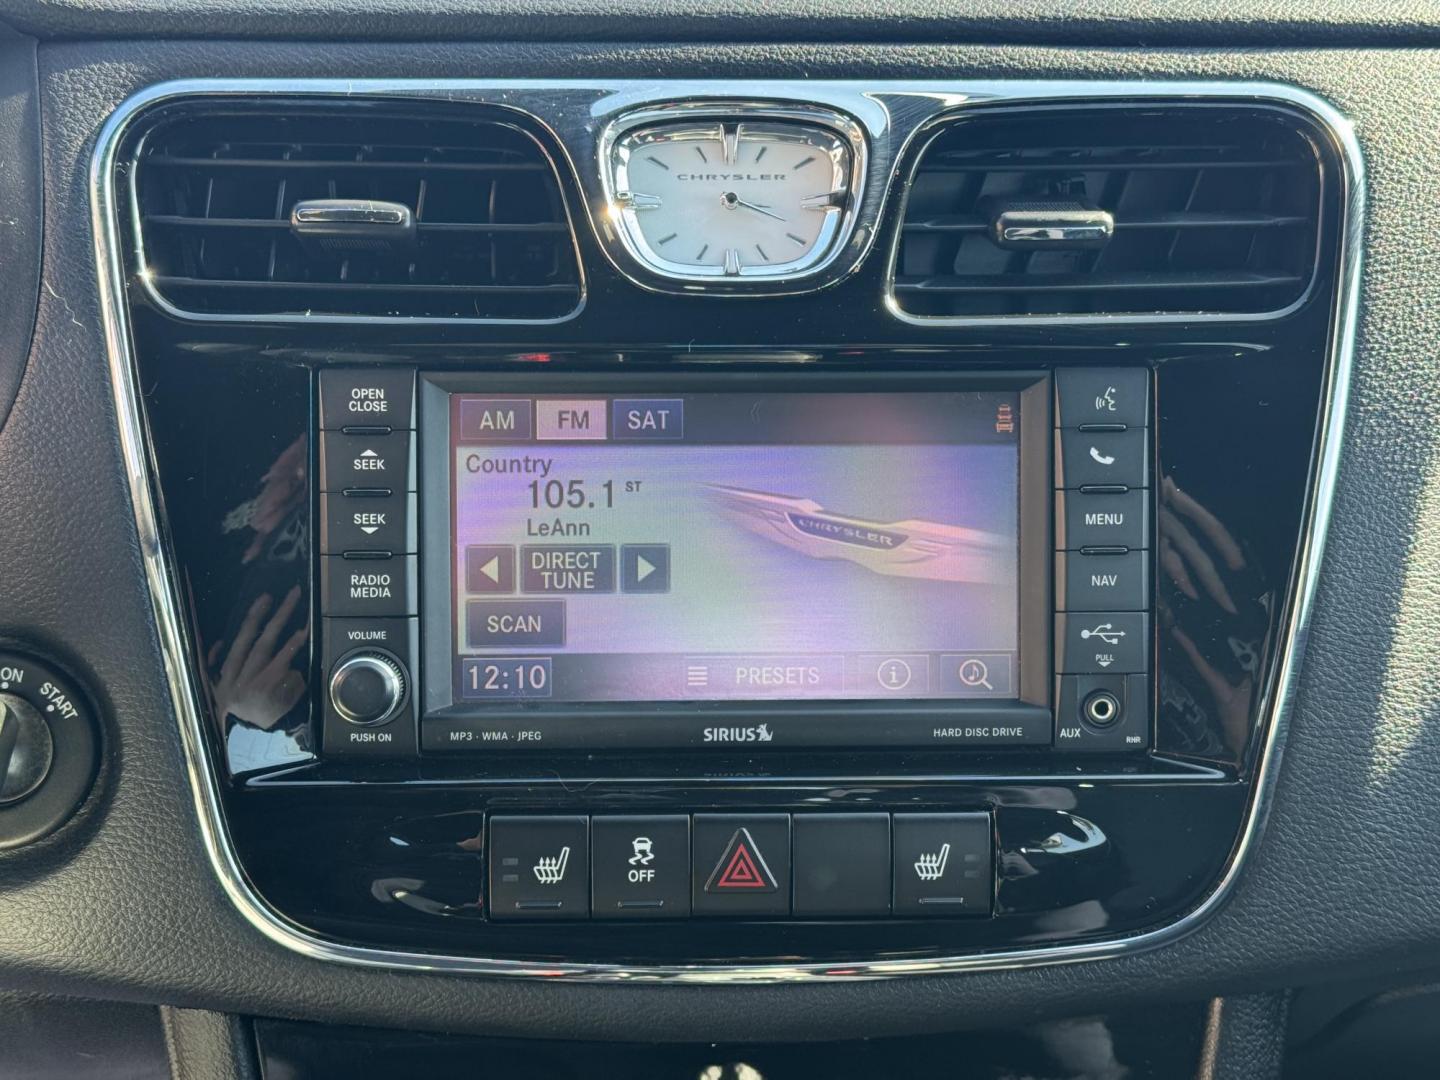 CHRYSLER
OPEN
CLOSE
SEEK
SEEK
RADIO
MEDIA
VOLUME
PUSH ON
AM FM SAT
Country
105.1 ST
LeAnn
DIRECT
TUNE
SCAN
CHRYSLER
12:10 PRESETS i
MP3 · WMA · JPEG SIRIUS HARD DISC DRIVE
MENU
NAV
PULL
AUX RHR
ON
START
OFF